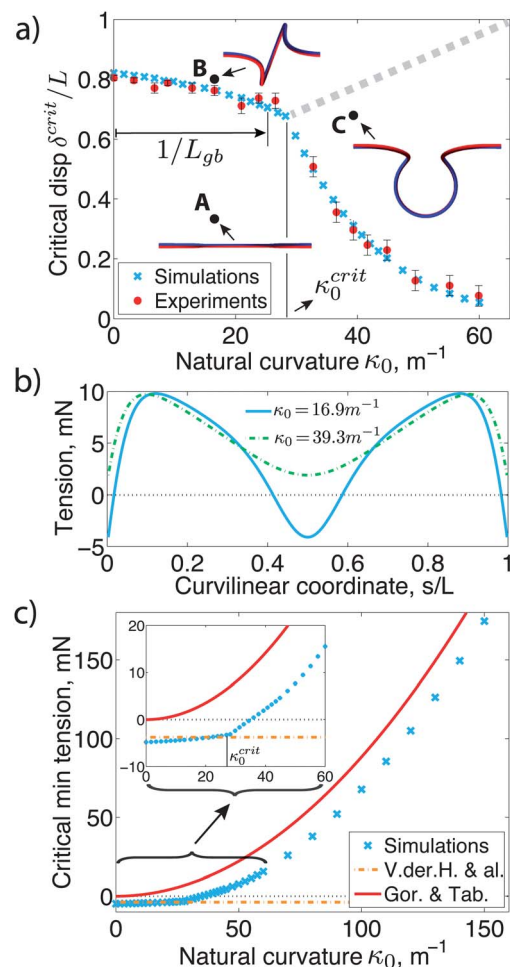 a)
Critical disp δ^crit/L
1
0.8
0.6
0.4
0.2
0
B
C
A
1/L_gb
κ_0^crit
Simulations
Experiments
0 20 40 60
Natural curvature κ_0, m^-1
b)
Tension, mN
10
5
0
−5
κ_0 = 16.9m^-1
κ_0 = 39.3m^-1
0 0.2 0.4 0.6 0.8 1
Curvilinear coordinate, s/L
c)
Critical min tension, mN
150
100
50
0
20
10
0
−10
κ_0^crit
0 20 40 60
Simulations
V.der.H. & al.
Gor. & Tab.
0 50 100 150
Natural curvature κ_0, m^-1